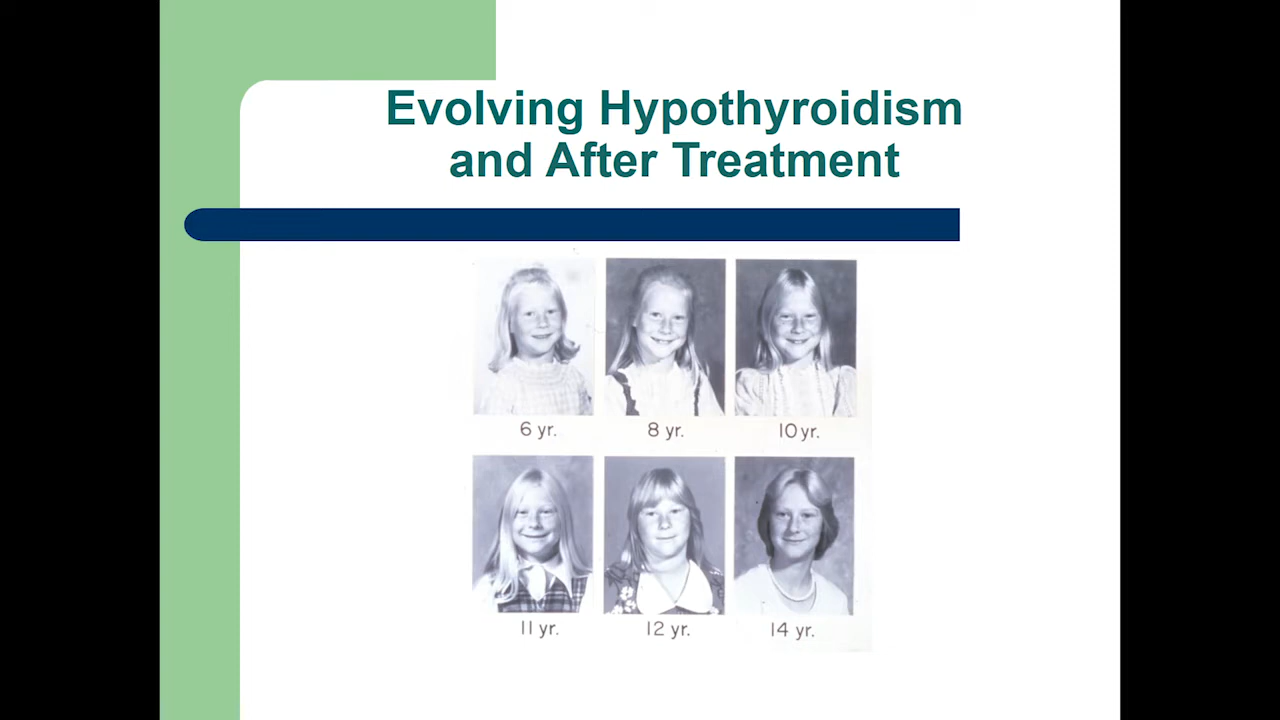 Evolving Hypothyroidism
and After Treatment
6 yr.
8 yr.
10 yr.
11 yr.
12 yr.
14 yr.